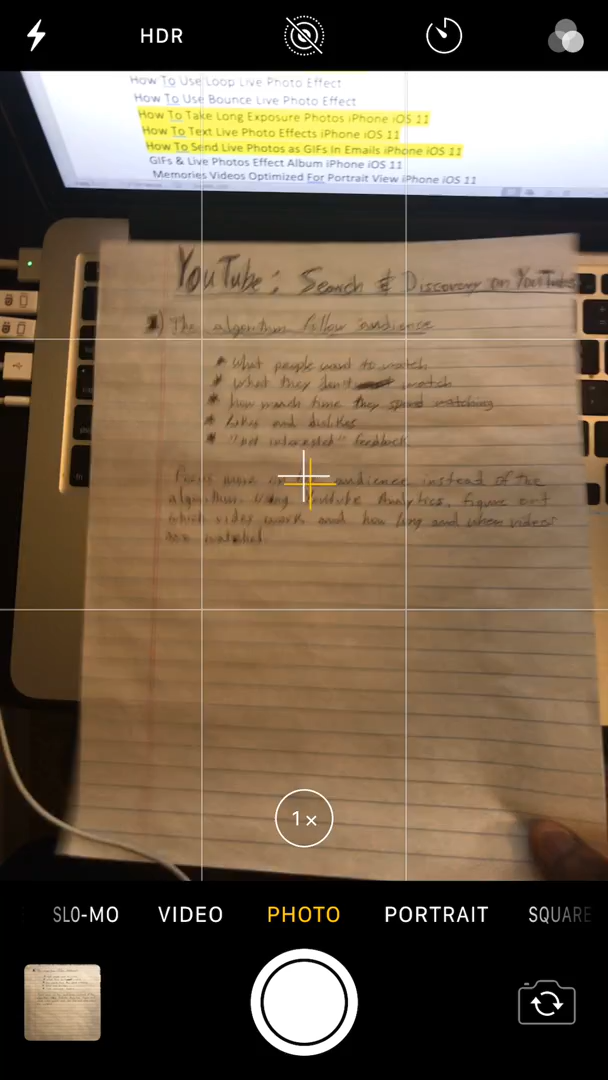 HDR
How To Use Loop Live Photo Effect
How To Use Bounce Live Photo Effect
How To Take Long Exposure Photos iPhone iOS 11
How To Text Live Photo Effects iPhone iOS 11
How To Send Live Photos as GIFs In Emails iPhone iOS 11
GIFs & Live Photos Effect Album iPhone iOS 11
Memories Videos Optimized For Portrait View iPhone iOS 11
YouTube: Search & Discovery on YouTube
1) The algorithm follow audience
* What people want to watch
* What they don't watch
* how much time they spend watching
* Likes and dislikes
* "not interested" feedback
Focus more on audience instead of the
algorithm. Using Youtube Analytics, figure out
which video work and how long and when videos
are watched.
1×
SLO-MO
VIDEO
PHOTO
PORTRAIT
SQUARE